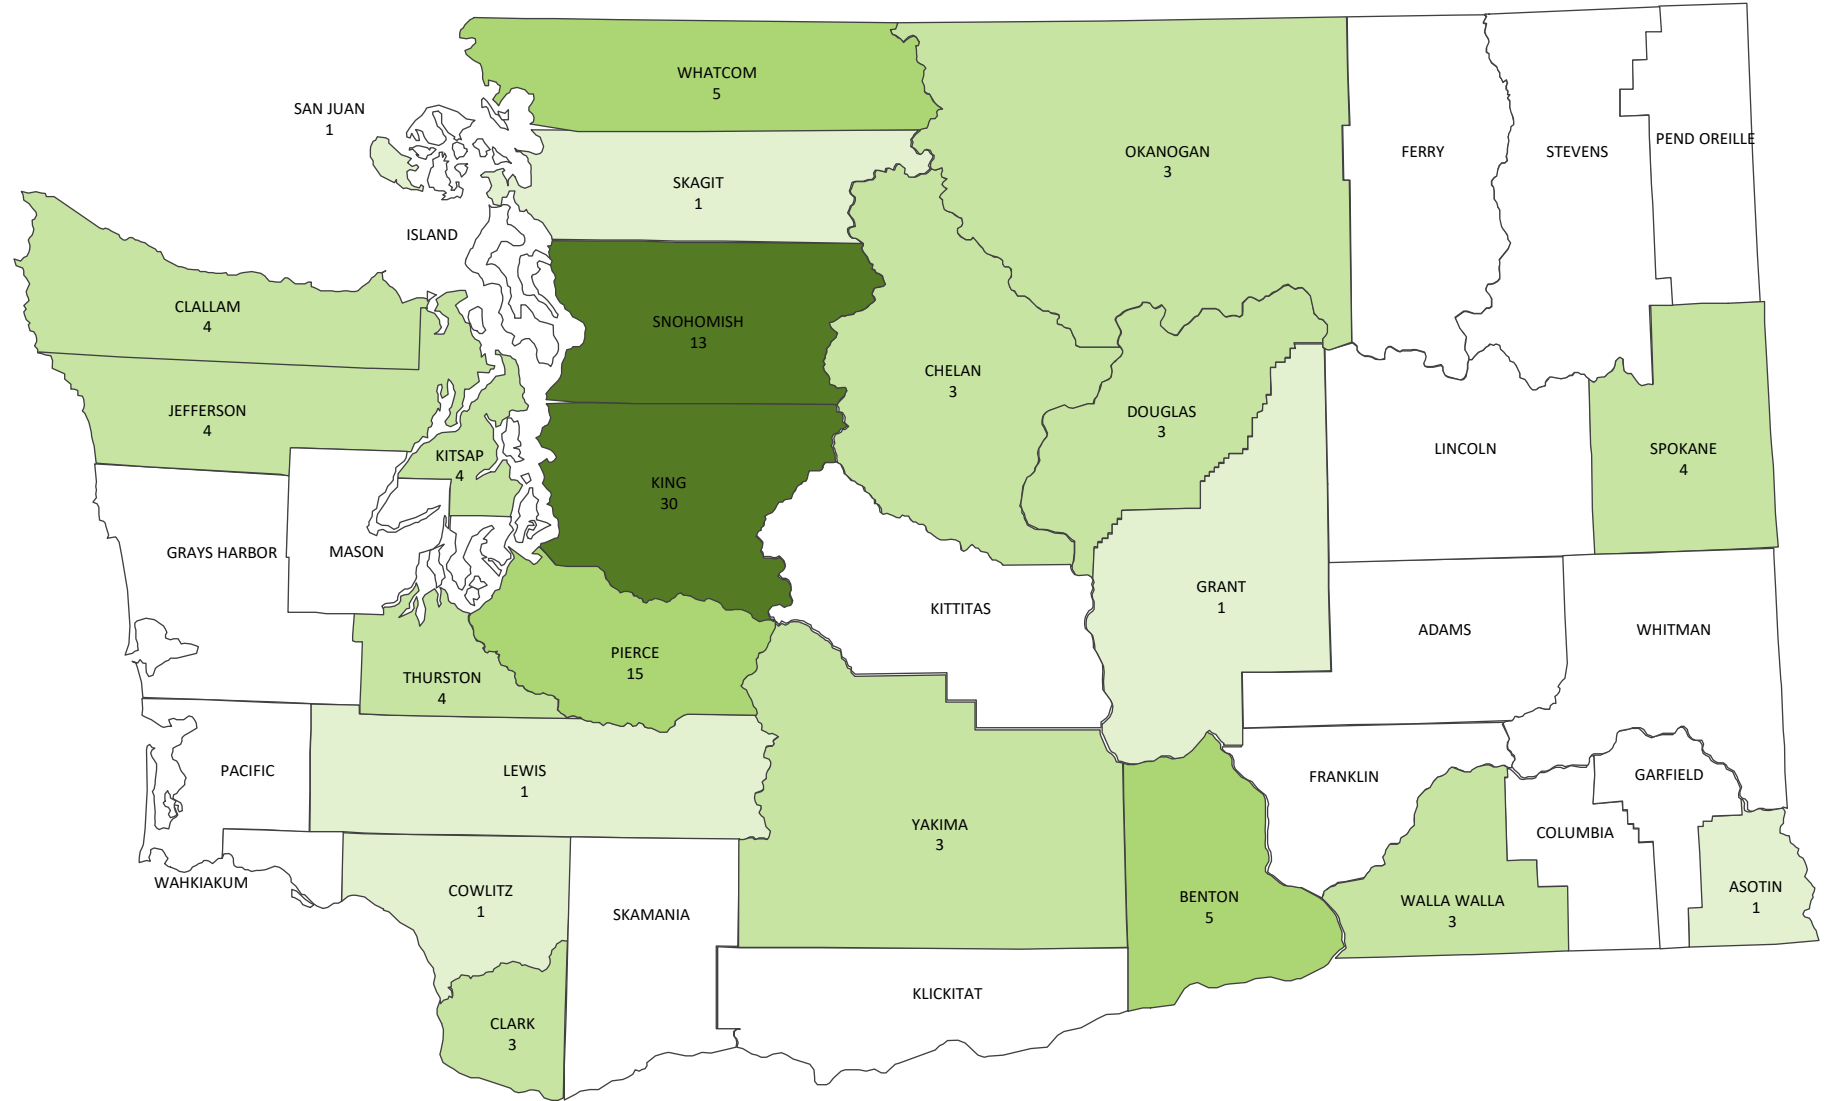 WHATCOM
5
SAN JUAN
1
SKAGIT
1
OKANOGAN
3
FERRY
STEVENS
PEND OREILLE
ISLAND
CLALLAM
4
SNOHOMISH
13
CHELAN
3
JEFFERSON
4
DOUGLAS
3
KITSAP
4
KING
30
LINCOLN
SPOKANE
4
GRAYS HARBOR
MASON
GRANT
1
KITTITAS
ADAMS
WHITMAN
PIERCE
15
THURSTON
4
PACIFIC
LEWIS
1
FRANKLIN
GARFIELD
YAKIMA
3
COLUMBIA
WAHKIAKUM
COWLITZ
1
SKAMANIA
BENTON
5
WALLA WALLA
3
ASOTIN
1
KLICKITAT
CLARK
3